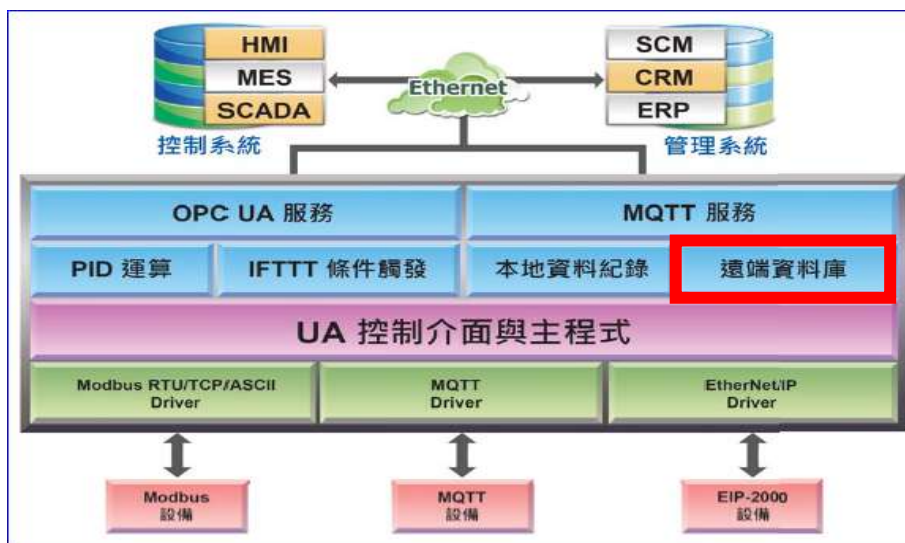 HMI
MES
SCADA
控制系統
Ethernet
SCM
CRM
ERP
管理系統
OPC UA 服務
MQTT 服務
PID 運算
IFTTT 條件觸發
本地資料紀錄
遠端資料庫
UA 控制介面與主程式
Modbus RTU/TCP/ASCII
Driver
MQTT
Driver
EtherNet/IP
Driver
Modbus
設備
MQTT
設備
EIP-2000
設備